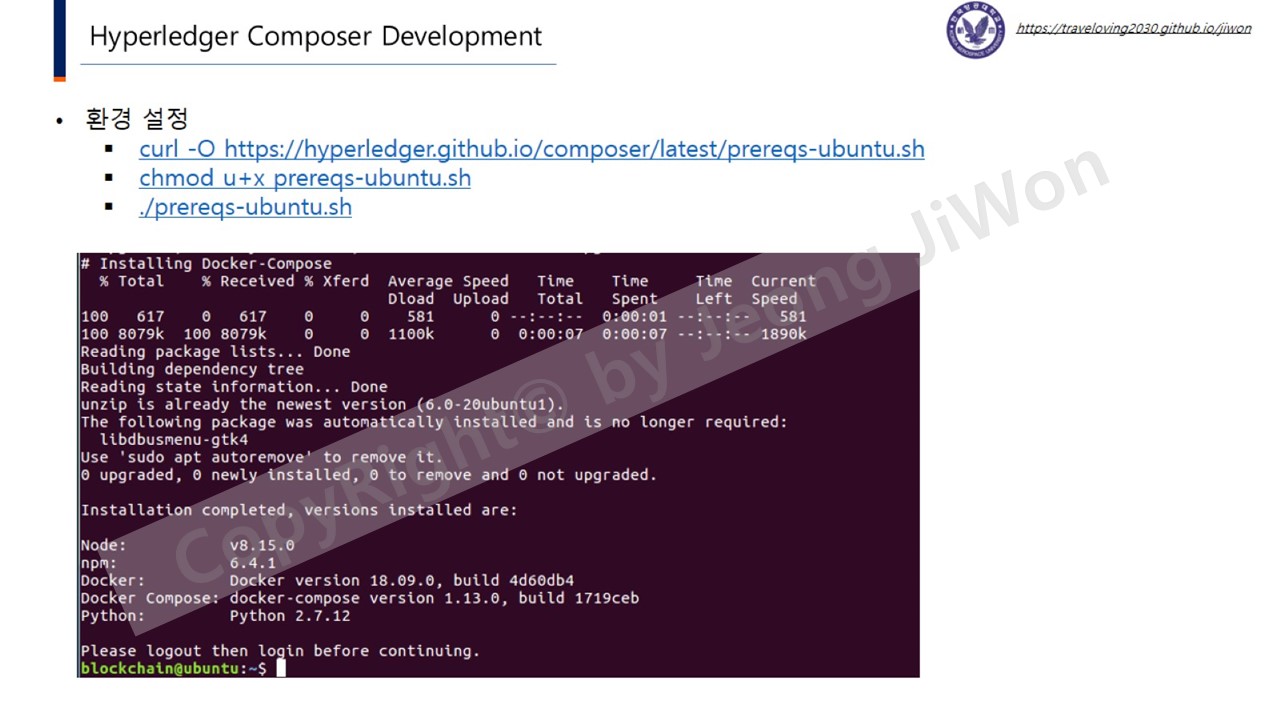 Hyperledger Composer Development
https://traveloving2030.github.io/jiwon
• 환경 설정
▪ curl -O https://hyperledger.github.io/composer/latest/prereqs-ubuntu.sh
▪ chmod u+x prereqs-ubuntu.sh
▪ ./prereqs-ubuntu.sh
# Installing Docker-Compose
  % Total    % Received % Xferd  Average Speed   Time    Time     Time  Current
                                 Dload  Upload   Total   Spent    Left  Speed
100   617    0   617    0     0    581      0 --:--:--  0:00:01 --:--:--   581
100 8079k  100 8079k    0     0  1100k      0  0:00:07  0:00:07 --:--:-- 1890k
Reading package lists... Done
Building dependency tree
Reading state information... Done
unzip is already the newest version (6.0-20ubuntu1).
The following package was automatically installed and is no longer required:
  libdbusmenu-gtk4
Use 'sudo apt autoremove' to remove it.
0 upgraded, 0 newly installed, 0 to remove and 0 not upgraded.
Installation completed, versions installed are:
Node:           v8.15.0
npm:            6.4.1
Docker:         Docker version 18.09.0, build 4d60db4
Docker Compose: docker-compose version 1.13.0, build 1719ceb
Python:         Python 2.7.12
Please logout then login before continuing.
blockchain@ubuntu:~$
CopyRight© by Jeong JiWon